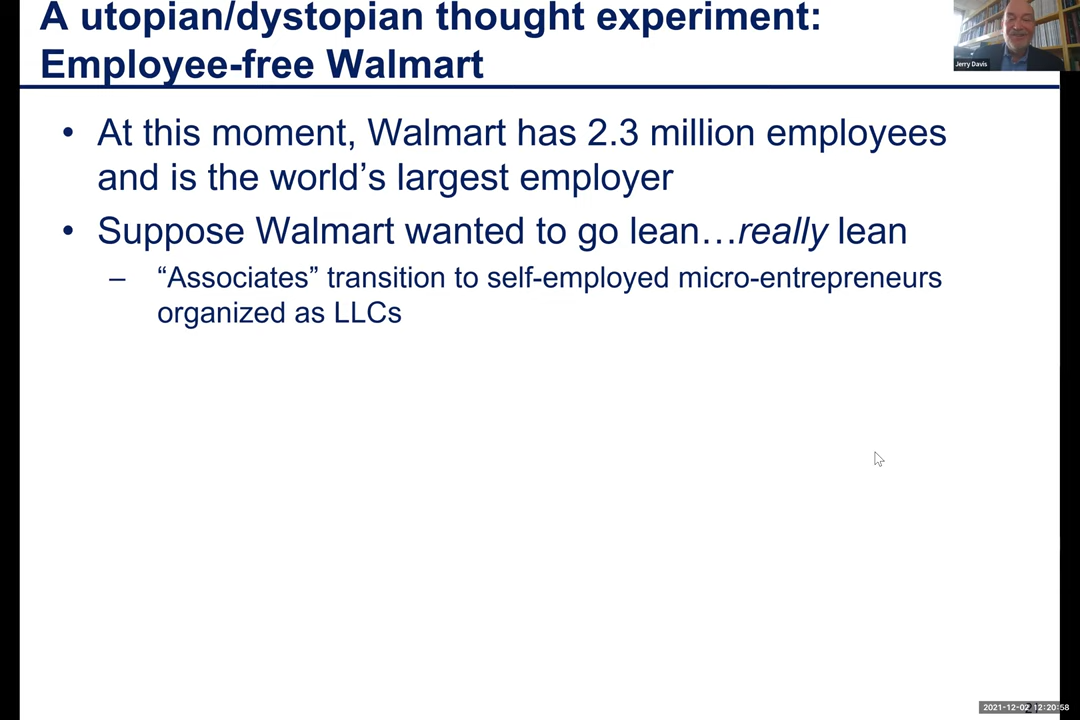 A utopian/dystopian thought experiment:
Employee-free Walmart
Jerry Davis
• At this moment, Walmart has 2.3 million employees
and is the world’s largest employer
• Suppose Walmart wanted to go lean…really lean
– “Associates” transition to self-employed micro-entrepreneurs
organized as LLCs
2021-12-02 12:20:58